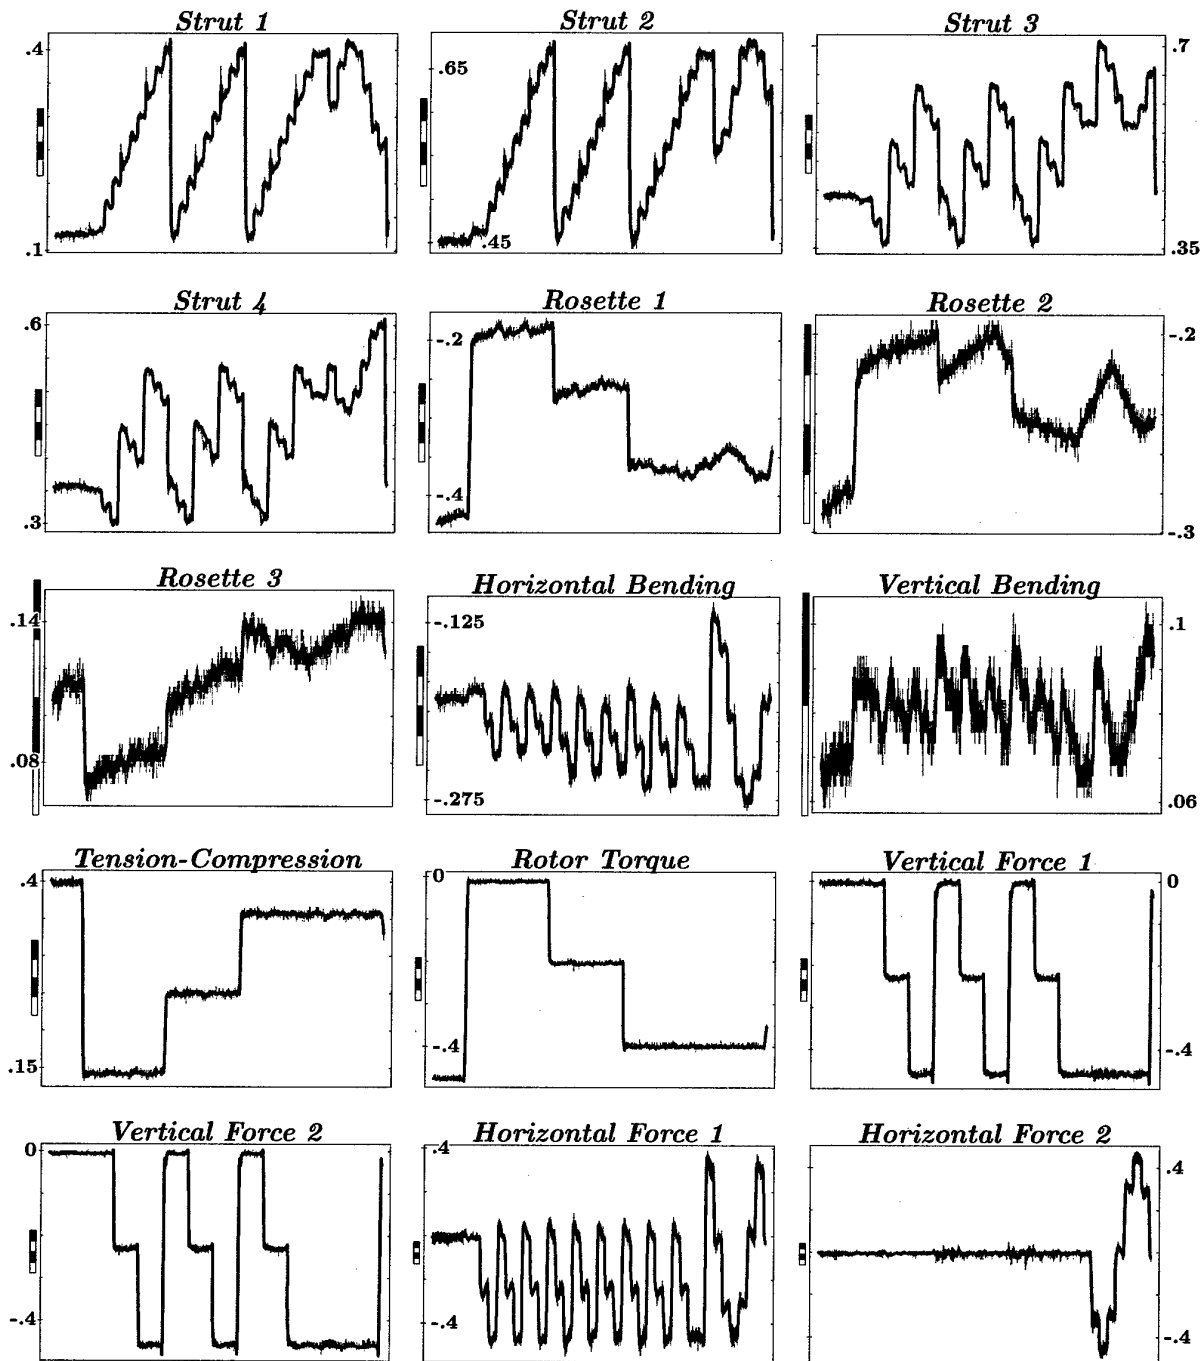 Strut 1
Strut 2
Strut 3
.4
.1
.65
.45
.7
.35
Strut 4
Rosette 1
Rosette 2
.6
.3
-.2
-.4
-.2
-.3
Rosette 3
Horizontal Bending
Vertical Bending
.14
.08
-.125
-.275
.1
.06
Tension-Compression
Rotor Torque
Vertical Force 1
.4
.15
0
-.4
0
-.4
Vertical Force 2
Horizontal Force 1
Horizontal Force 2
0
-.4
.4
-.4
.4
-.4